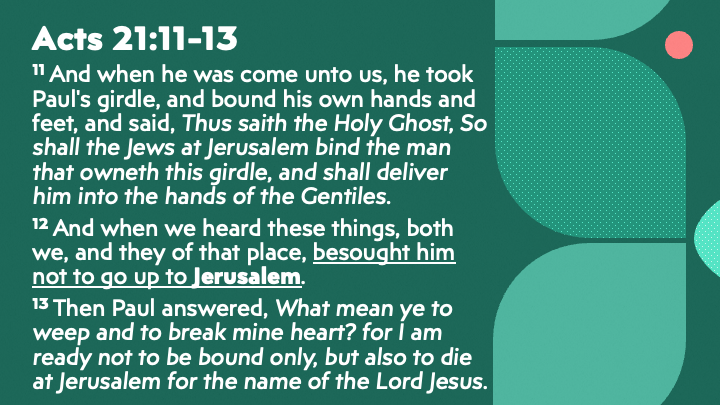 Acts 21:11-13
11 And when he was come unto us, he took
Paul's girdle, and bound his own hands and
feet, and said, Thus saith the Holy Ghost, So
shall the Jews at Jerusalem bind the man
that owneth this girdle, and shall deliver
him into the hands of the Gentiles.
12 And when we heard these things, both
we, and they of that place, besought him
not to go up to Jerusalem.
13 Then Paul answered, What mean ye to
weep and to break mine heart? for I am
ready not to be bound only, but also to die
at Jerusalem for the name of the Lord Jesus.